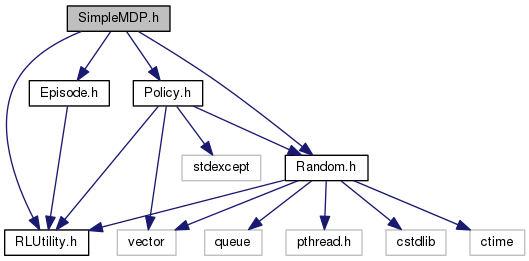 SimpleMDP.h
Episode.h
Policy.h
stdexcept
Random.h
RLUtility.h
vector
queue
pthread.h
cstdlib
ctime